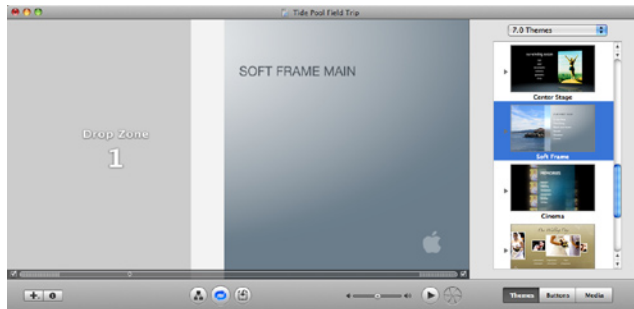 Tide Pool Field Trip
Drop Zone
1
SOFT FRAME MAIN
7.0 Themes
Center Stage
Soft Frame
MEMORIES
Cinema
Themes
Buttons
Media